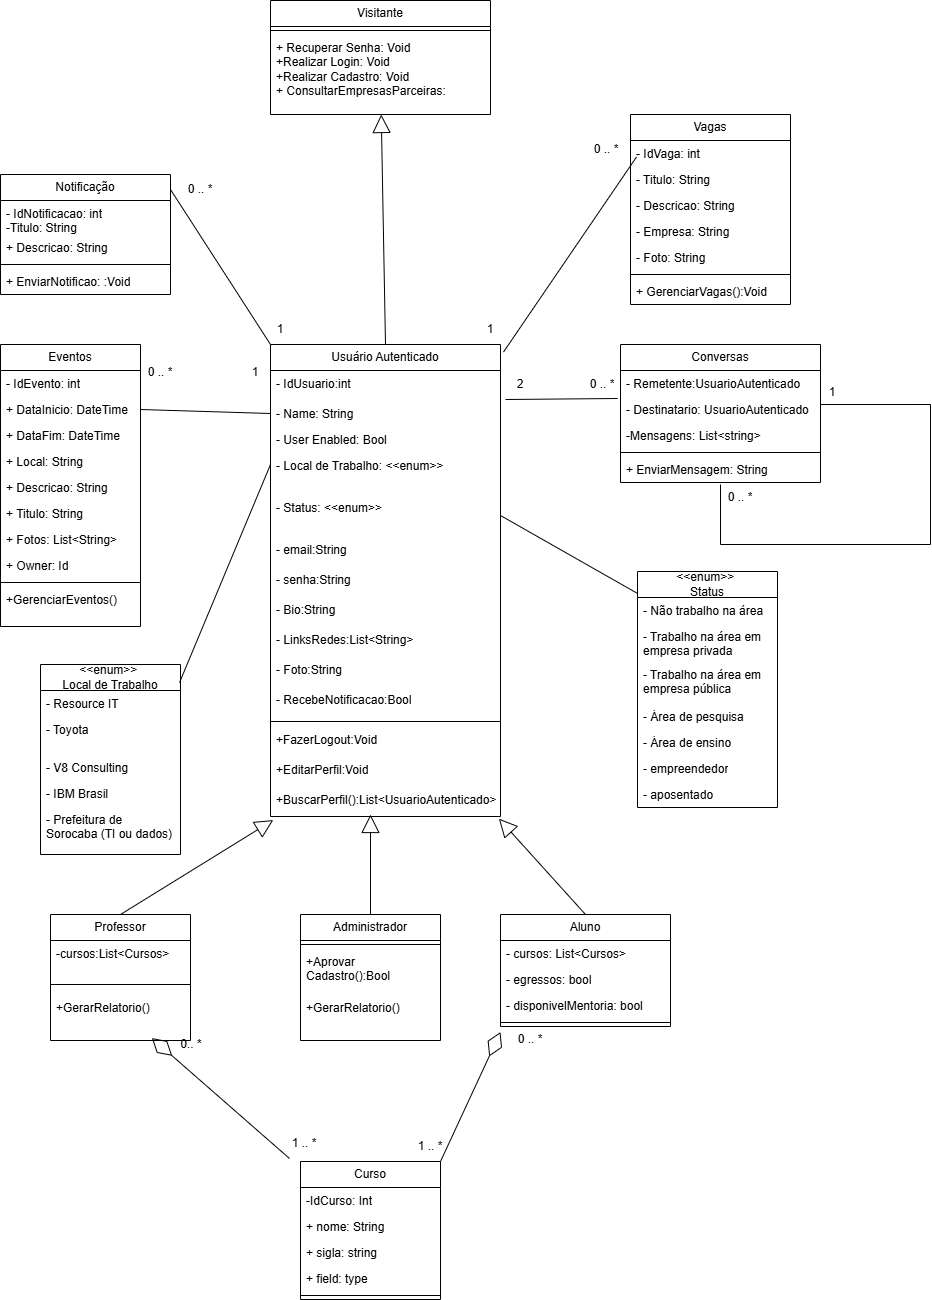 Visitante
+ Recuperar Senha: Void
+Realizar Login: Void
+Realizar Cadastro: Void
+ ConsultarEmpresasParceiras:
Vagas
- IdVaga: int
- Titulo: String
- Descricao: String
- Empresa: String
- Foto: String
+ GerenciarVagas():Void
0 .. *
Notificação
- IdNotificacao: int
-Titulo: String
+ Descricao: String
+ EnviarNotificao: :Void
0 .. *
1
1
Eventos
- IdEvento: int
+ DataInicio: DateTime
+ DataFim: DateTime
+ Local: String
+ Descricao: String
+ Titulo: String
+ Fotos: List<String>
+ Owner: Id
+GerenciarEventos()
0 .. *
1
Usuário Autenticado
- IdUsuario:int
- Name: String
- User Enabled: Bool
- Local de Trabalho: <<enum>>
- Status: <<enum>>
- email:String
- senha:String
- Bio:String
- LinksRedes:List<String>
- Foto:String
- RecebeNotificacao:Bool
+FazerLogout:Void
+EditarPerfil:Void
+BuscarPerfil():List<UsuarioAutenticado>
2
0 .. *
Conversas
- Remetente:UsuarioAutenticado
- Destinatario: UsuarioAutenticado
-Mensagens: List<string>
+ EnviarMensagem: String
1
0 .. *
<<enum>>
Status
- Não trabalho na área
- Trabalho na área em
empresa privada
- Trabalho na área em
empresa pública
- Área de pesquisa
- Área de ensino
- empreendedor
- aposentado
<<enum>>
Local de Trabalho
- Resource IT
- Toyota
- V8 Consulting
- IBM Brasil
- Prefeitura de
Sorocaba (TI ou dados)
Professor
-cursos:List<Cursos>
+GerarRelatorio()
Administrador
+Aprovar
Cadastro():Bool
+GerarRelatorio()
Aluno
- cursos: List<Cursos>
- egressos: bool
- disponivelMentoria: bool
0.. *
0 .. *
1 .. *
1 .. *
Curso
-IdCurso: Int
+ nome: String
+ sigla: string
+ field: type